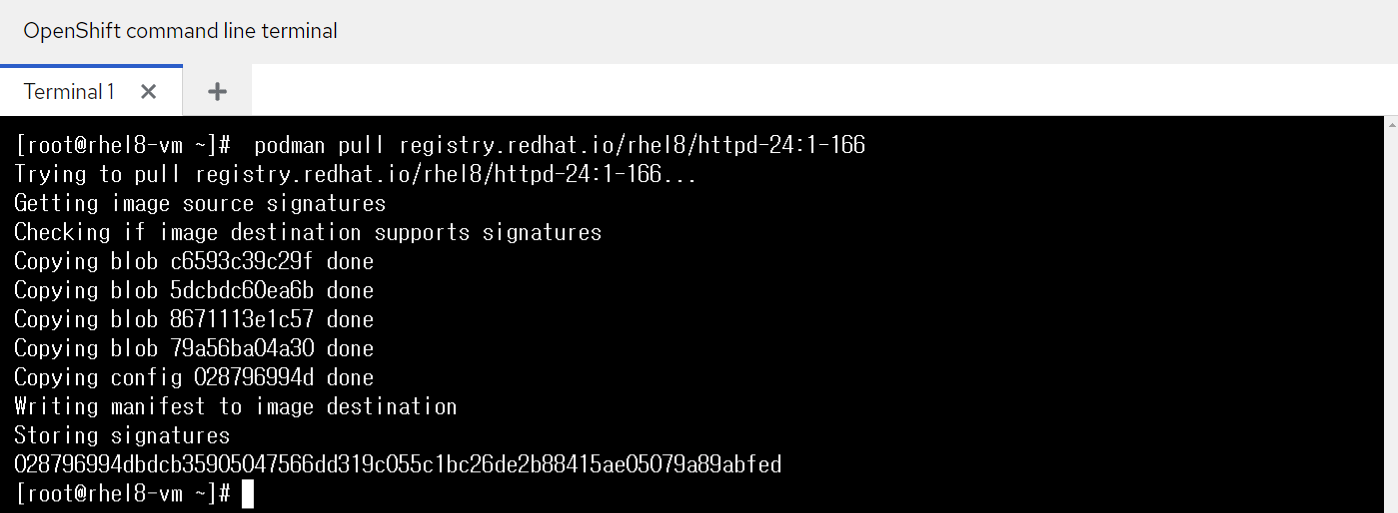 OpenShift command line terminal
Terminal 1
[root@rhel8-vm ~]#  podman pull registry.redhat.io/rhel8/httpd-24:1-166
Trying to pull registry.redhat.io/rhel8/httpd-24:1-166...
Getting image source signatures
Checking if image destination supports signatures
Copying blob c6593c39c29f done
Copying blob 5dcbdc60ea6b done
Copying blob 8671113e1c57 done
Copying blob 79a56ba04a30 done
Copying config 028796994d done
Writing manifest to image destination
Storing signatures
028796994dbdcb35905047566dd319c055c1bc26de2b88415ae05079a89abfed
[root@rhel8-vm ~]#